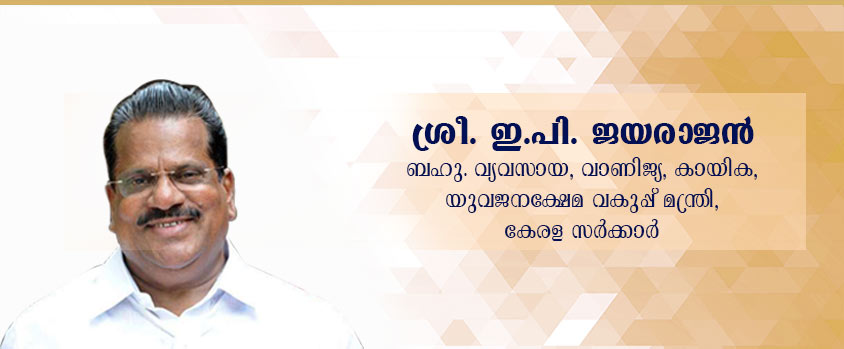 ശ്രീ. ഇ.പി. ജയരാജൻ
ബഹു. വ്യവസായ, വാണിജ്യ, കായിക,
യുവജനക്ഷേമ വകുപ്പ് മന്ത്രി,
കേരള സർക്കാർ